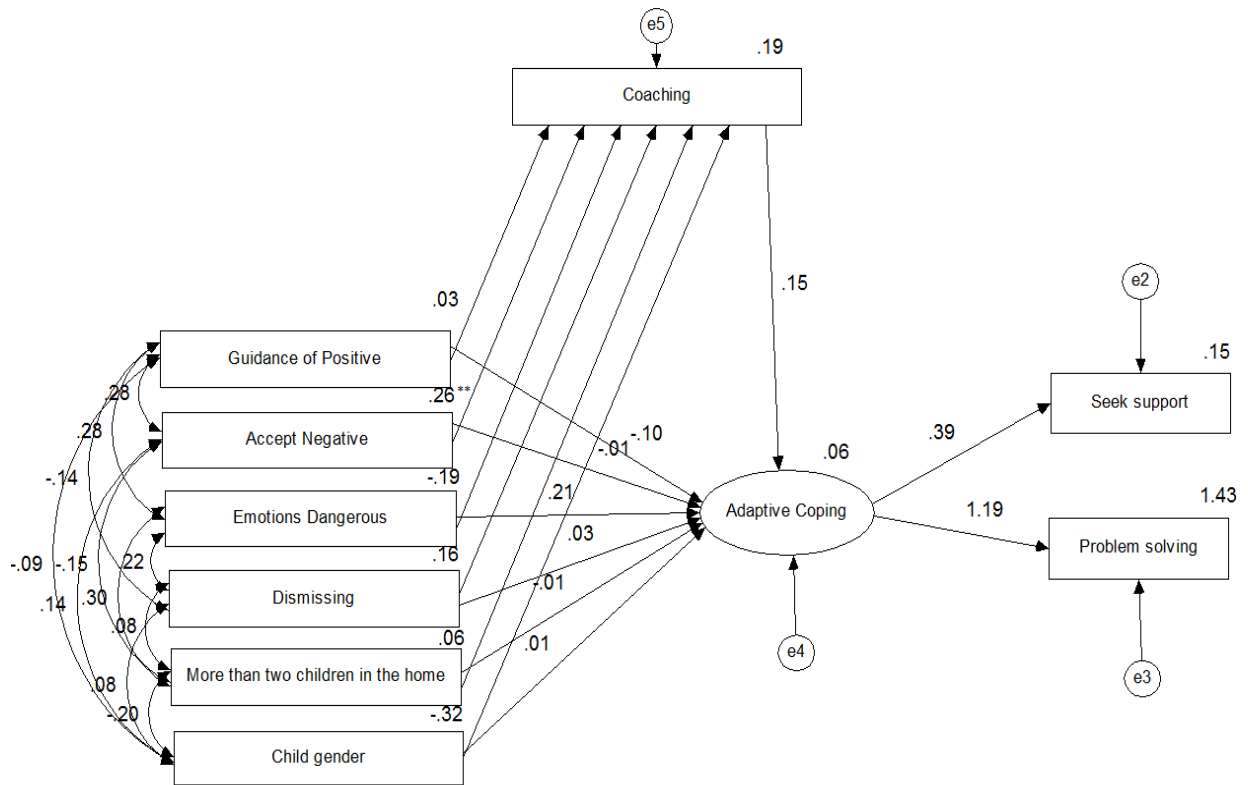 e5
.19
Coaching
.15
e2
.03
.15
Guidance of Positive
Seek support
.28
.26**
.39
.28
Accept Negative
-.10
-.01
.06
-.14
-.19
.21
1.43
Emotions Dangerous
Adaptive Coping
1.19
.03
Problem solving
-.09
-.15
.22
.16
-.01
.14
.30
Dismissing
.08
.06
.01
e4
e3
More than two children in the home
.08
-.20
-.32
Child gender